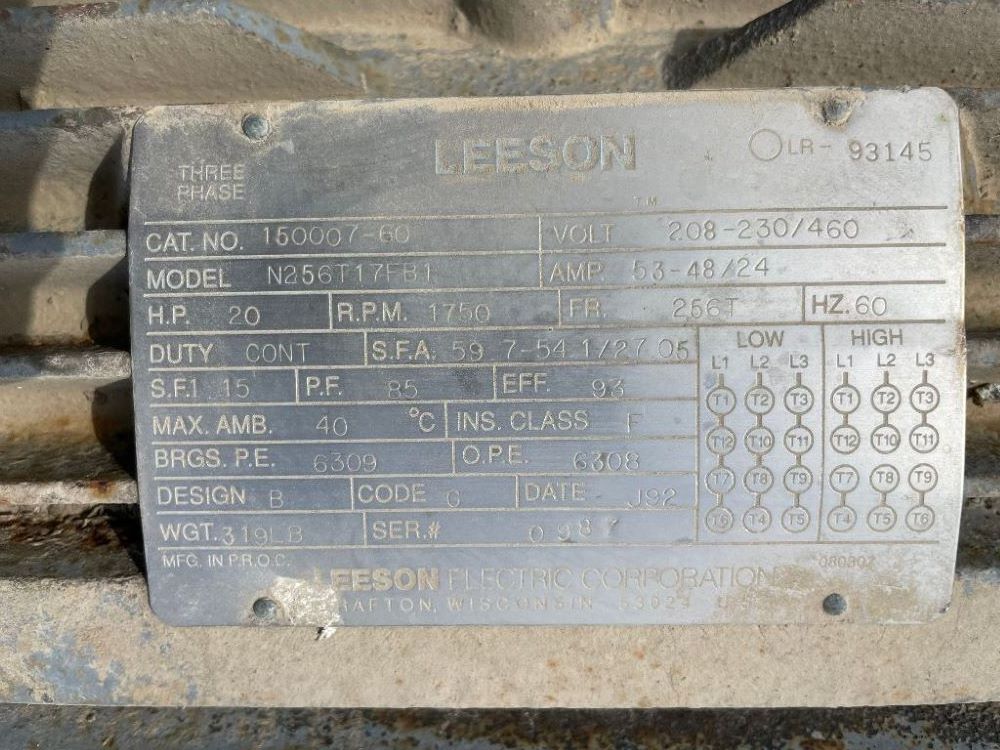 LEESON
LR- 93145
THREE
PHASE
TM
CAT. NO. 150007-60 VOLT 208-230/460
MODEL N256T17FB1 AMP. 53-48/24
H.P. 20 R.P.M. 1750 FR. 256T HZ. 60
DUTY CONT S.F.A. 59 7-54 1/27 05 LOW HIGH
L1 L2 L3 L1 L2 L3
S.F.1 15 P.F. 85 EFF. 93
T1 T2 T3 T1 T2 T3
MAX. AMB. 40 °C INS. CLASS F
T12 T10 T11 T12 T10 T11
BRGS. P.E. 6309 O.P.E. 6308
T7 T8 T9 T7 T8 T9
DESIGN B CODE G DATE J92
T6 T4 T5 T4 T5 T6
WGT. 319LB SER.# 0987
MFG. IN P.R.O.C. 080307
LEESON ELECTRIC CORPORATION
RAFTON, WISCONSIN 53024